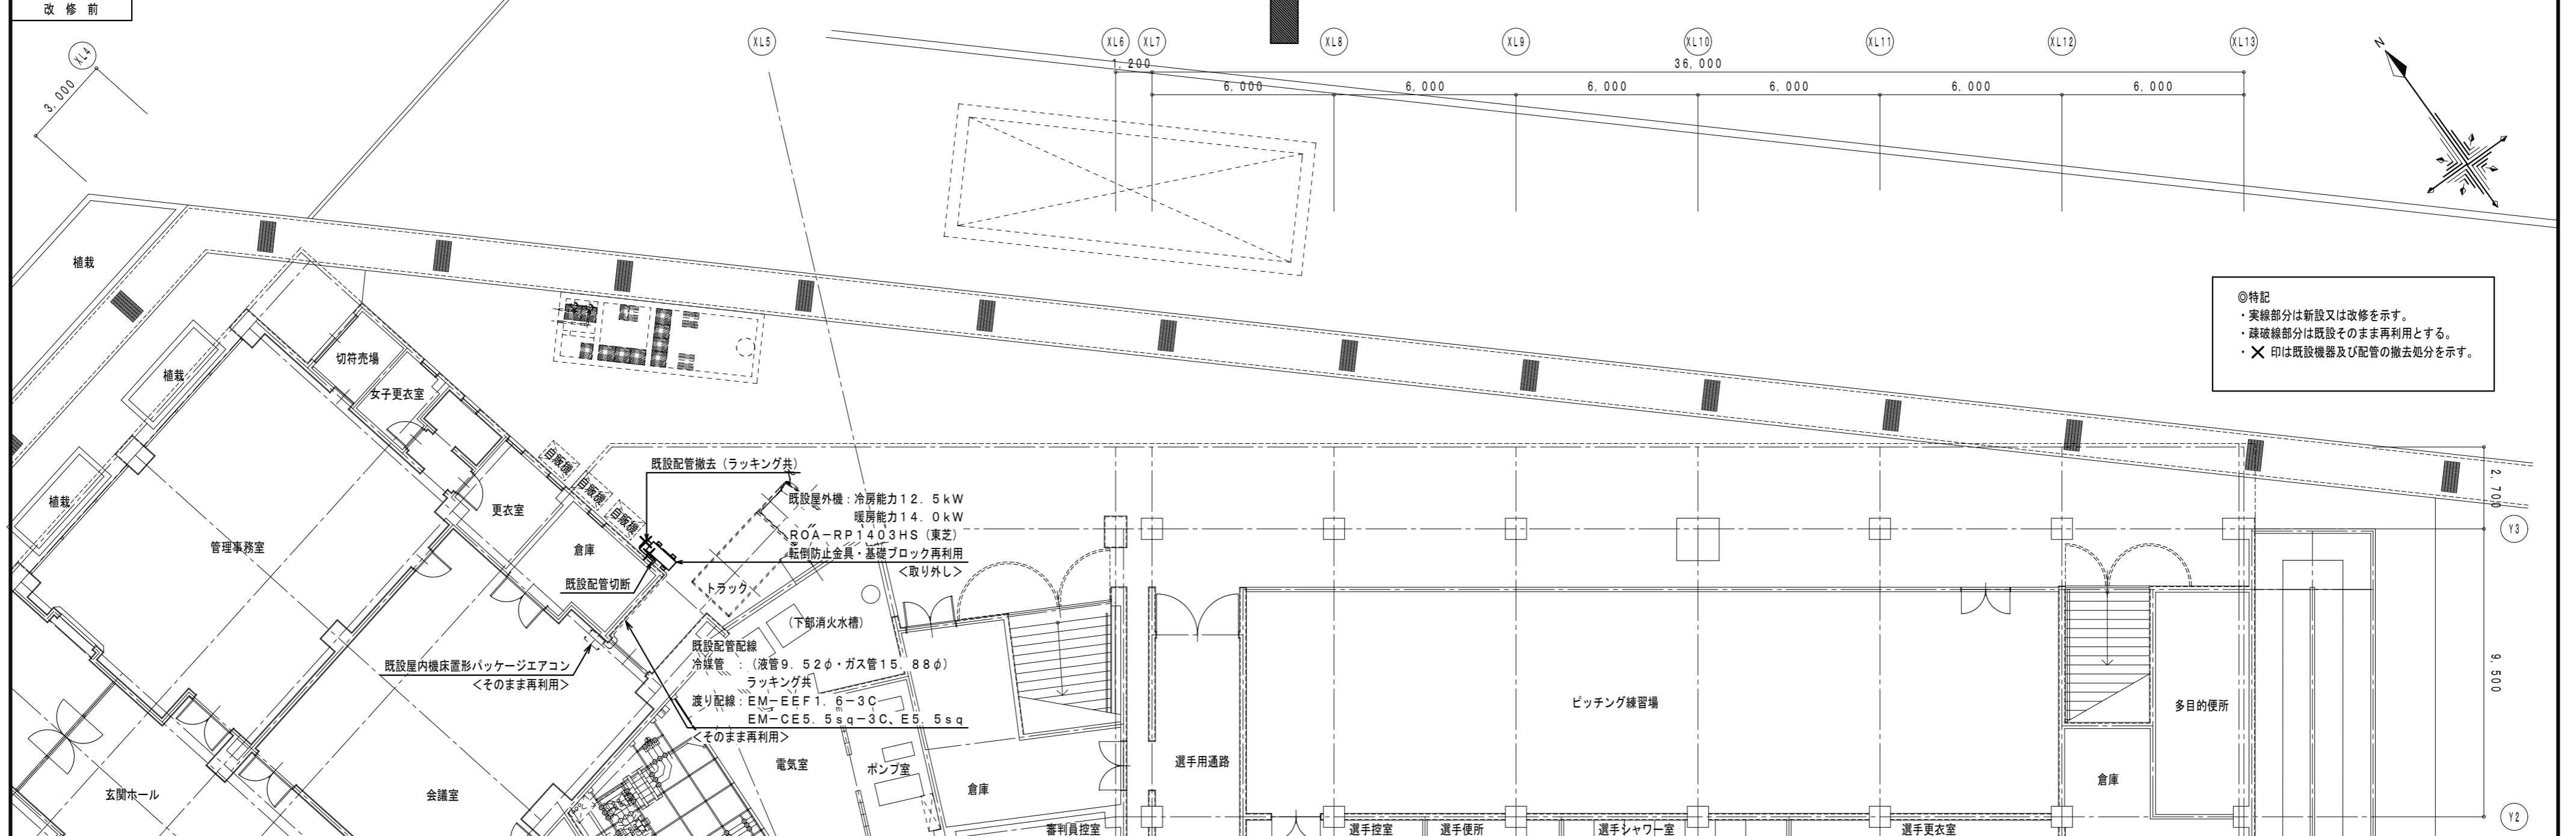 改 修 前
XL4
XL5
XL6
XL7
XL8
XL9
XL10
XL11
XL12
XL13
N
3,000
1,200
36,000
6,000
6,000
6,000
6,000
6,000
6,000
◎特記
・実線部分は新設又は改修を示す。
・疎破線部分は既設そのまま再利用とする。
・✕ 印は既設機器及び配管の撤去処分を示す。
植栽
植栽
植栽
切符売場
女子更衣室
更衣室
管理事務室
倉庫
自販機
自販機
自販機
既設配管撤去（ラッキング共）
既設屋外機：冷房能力12.5kW
暖房能力14.0kW
ROA-RP1403HS（東芝）
転倒防止金具・基礎ブロック再利用
＜取り外し＞
既設配管切断
トラック
（下部消火水槽）
既設配管配線
冷媒管　：（液管9.52φ・ガス管15.88φ）
ラッキング共
渡り配線：EM-EEF1.6-3C
EM-CE5.5sq-3C、E5.5sq
＜そのまま再利用＞
既設屋内機床置形パッケージエアコン
＜そのまま再利用＞
玄関ホール
会議室
電気室
ポンプ室
倉庫
審判員控室
選手用通路
ピッチング練習場
選手控室
選手便所
選手シャワー室
選手更衣室
多目的便所
倉庫
2,700
Y3
9,500
Y2